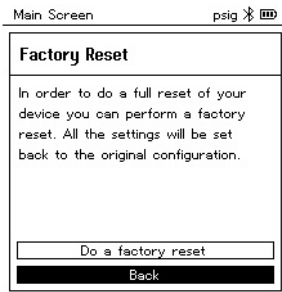 Main Screen psig
Factory Reset
In order to do a full reset of your
device you can perform a factory
reset. All the settings will be set
back to the original configuration.
Do a factory reset
Back